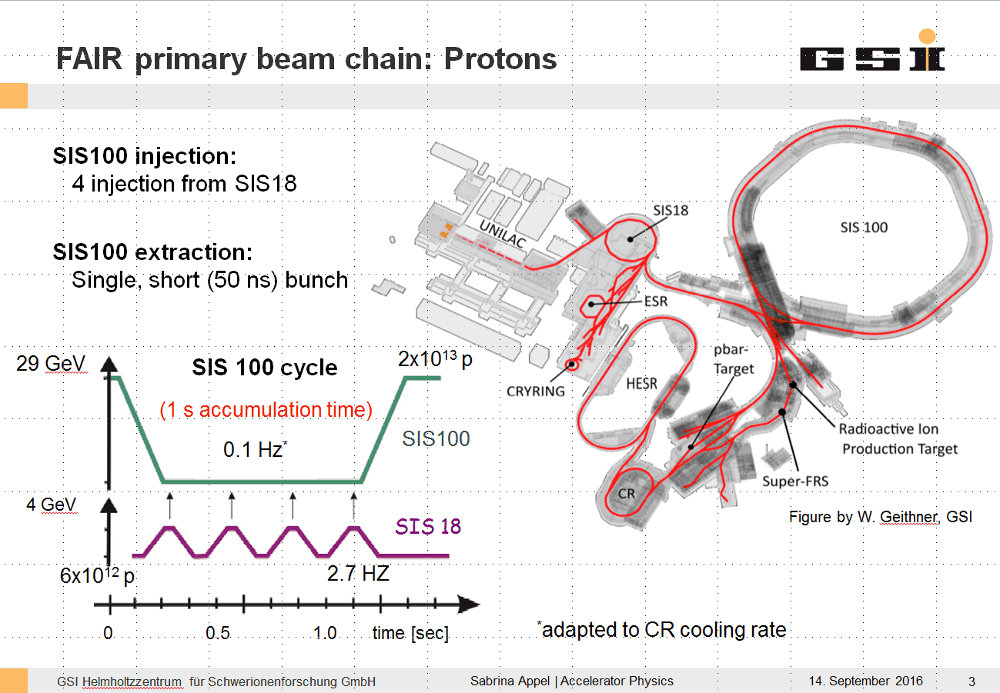 FAIR primary beam chain: Protons
GSI
SIS100 injection:
4 injection from SIS18
SIS100 extraction:
Single, short (50 ns) bunch
29 GeV
SIS 100 cycle
2x10¹³ p
(1 s accumulation time)
0.1 Hz*
SIS100
4 GeV
SIS 18
6x10¹² p
2.7 HZ
0
0.5
1.0
time [sec]
UNILAC
SIS18
SIS 100
ESR
CRYRING
HESR
pbar-
Target
CR
Radioactive Ion
Production Target
Super-FRS
Figure by W. Geithner, GSI
*adapted to CR cooling rate
GSI Helmholtzzentrum für Schwerionenforschung GmbH
Sabrina Appel | Accelerator Physics
14. September 2016
3